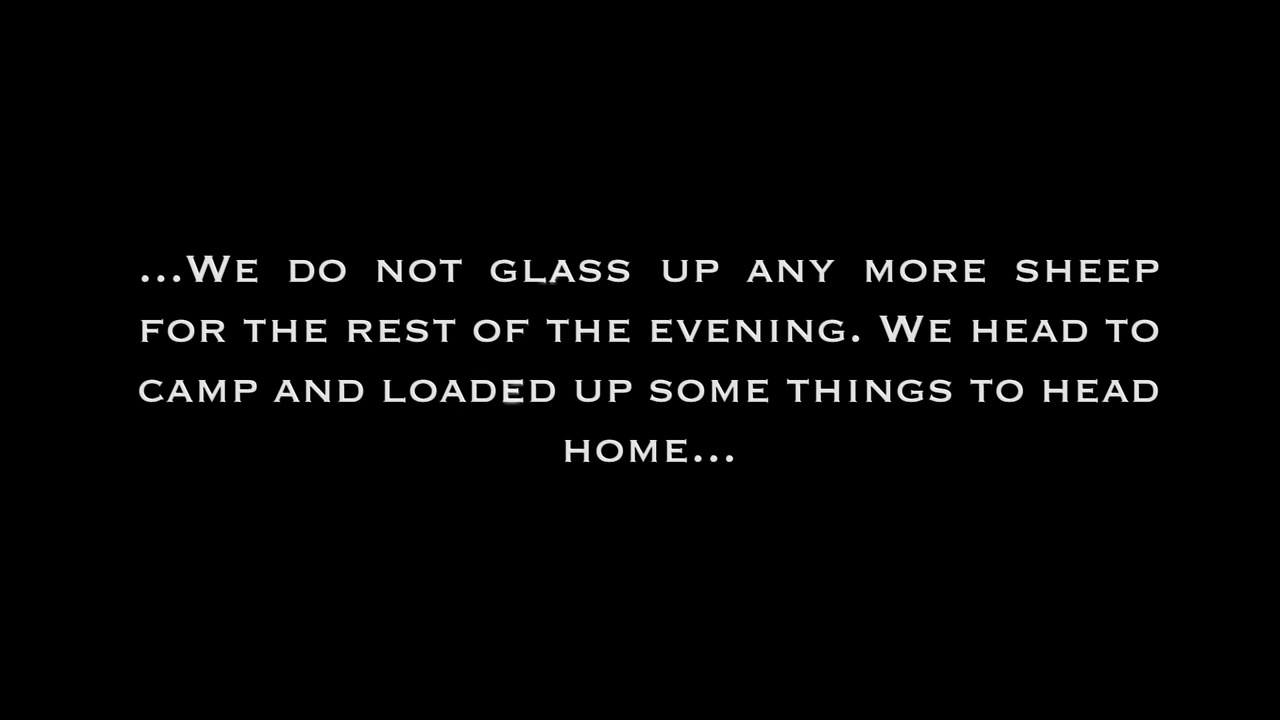 ...We do not glass up any more sheep
for the rest of the evening. We head to
camp and loaded up some things to head
home...